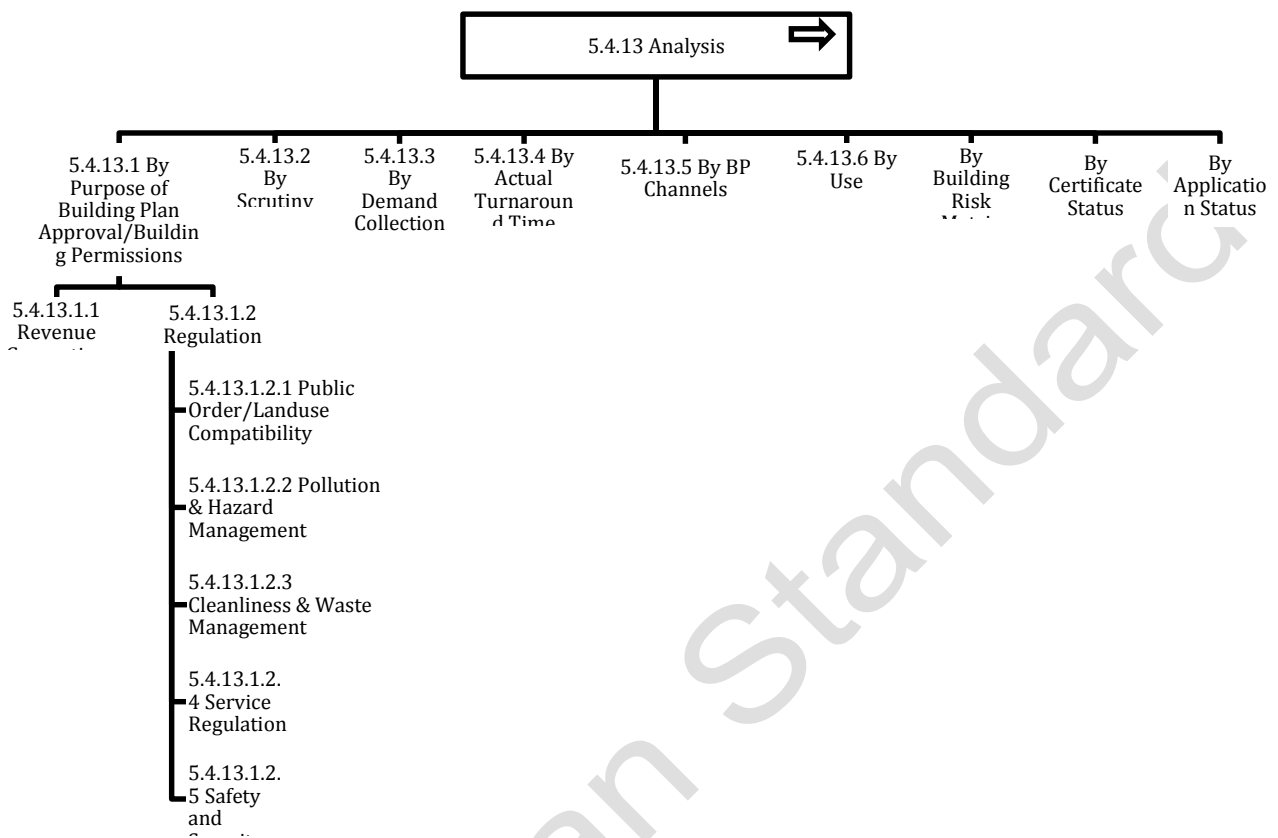 5.4.13 Analysis
5.4.13.1 By
Purpose of
Building Plan
Approval/Buildin
g Permissions
5.4.13.2
By
Scrutiny
5.4.13.3
By
Demand
Collection
5.4.13.4 By
Actual
Turnaroun
d Time
5.4.13.5 By BP
Channels
5.4.13.6 By
Use
By
Building
Risk
By
Certificate
Status
By
Applicatio
n Status
5.4.13.1.1
Revenue
5.4.13.1.2
Regulation
5.4.13.1.2.1 Public
Order/Landuse
Compatibility
5.4.13.1.2.2 Pollution
& Hazard
Management
5.4.13.1.2.3
Cleanliness & Waste
Management
5.4.13.1.2.
4 Service
Regulation
5.4.13.1.2.
5 Safety
and
an Standard